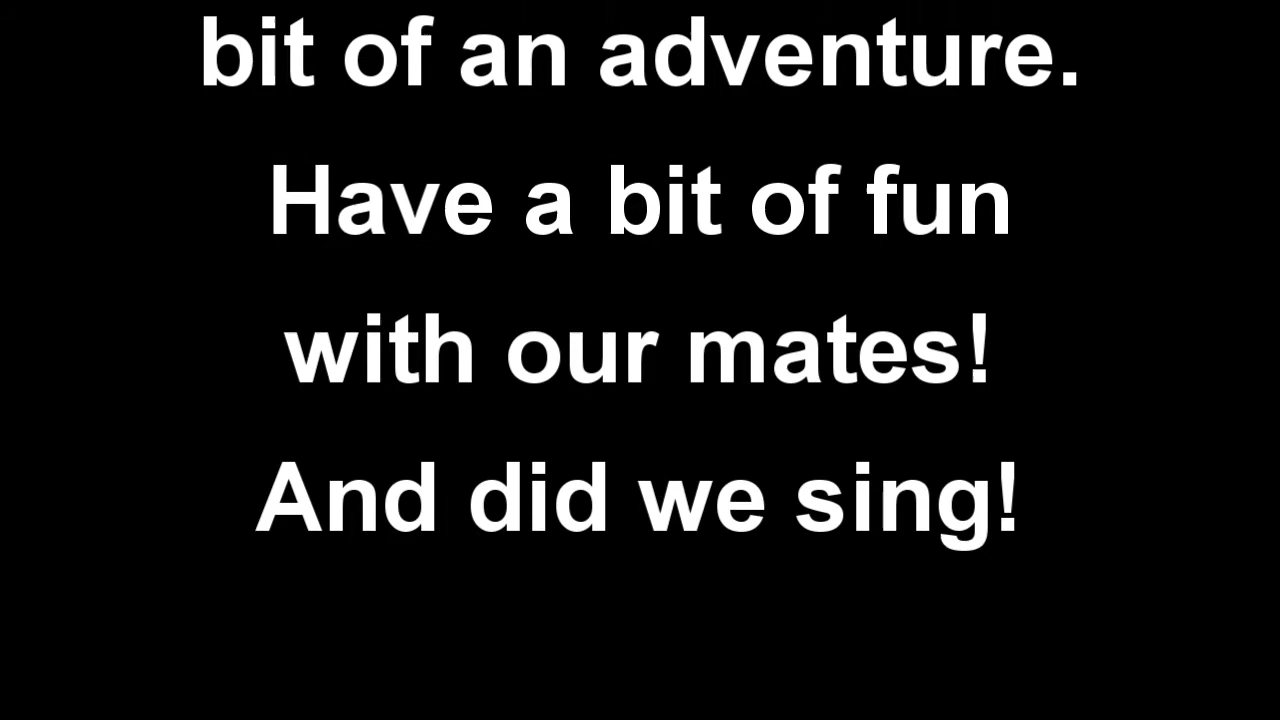 bit of an adventure.
Have a bit of fun
with our mates!
And did we sing!